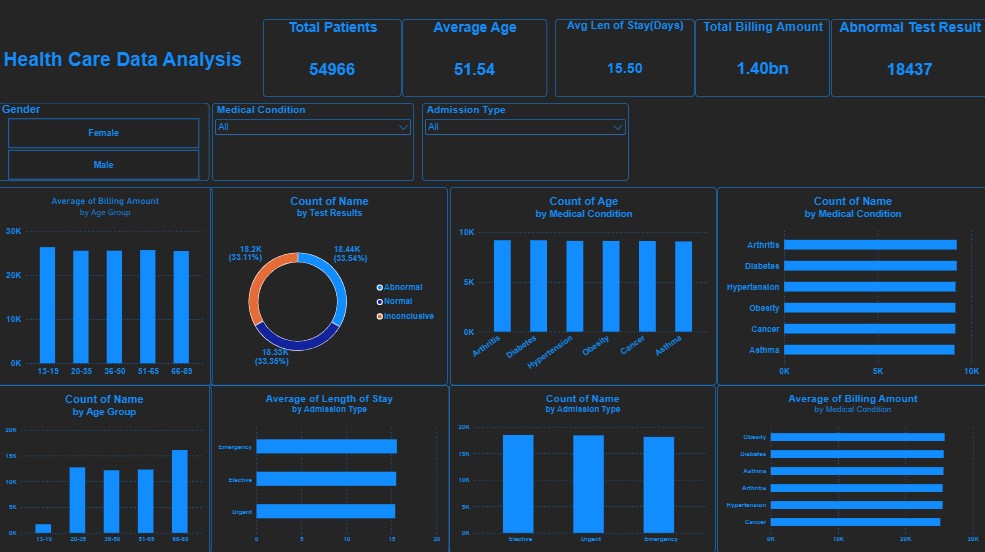 Health Care Data Analysis
Total Patients
54966
Average Age
51.54
Avg Len of Stay(Days)
15.50
Total Billing Amount
1.40bn
Abnormal Test Result
18437
Gender
Female
Male
Medical Condition
All
Admission Type
All
Average of Billing Amount
by Age Group
30K
20K
10K
0K
13-19 20-35 36-50 51-65 66-89
Count of Name
by Test Results
18.2K
(33.11%)
18.44K
(33.54%)
18.33K
(33.35%)
Abnormal
Normal
Inconclusive
Count of Age
by Medical Condition
10K
5K
0K
Arthritis Diabetes Hypertension Obesity Cancer Asthma
Count of Name
by Medical Condition
Arthritis
Diabetes
Hypertension
Obesity
Cancer
Asthma
0K 5K 10K
Count of Name
by Age Group
20K
15K
10K
5K
0K
13-19 20-35 36-50 51-65 66-89
Average of Length of Stay
by Admission Type
Emergency
Elective
Urgent
0 5 10 15 20
Count of Name
by Admission Type
20K
15K
10K
5K
0K
Elective Urgent Emergency
Average of Billing Amount
by Medical Condition
Obesity
Diabetes
Asthma
Arthritis
Hypertension
Cancer
0K 10K 20K 30K